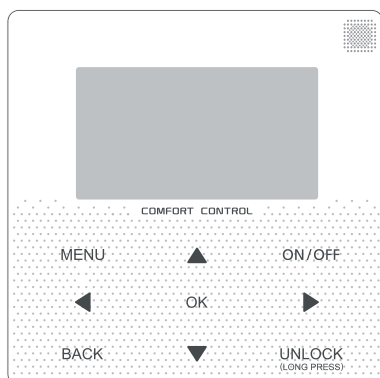 COMFORT CONTROL
MENU
ON/OFF
OK
BACK
UNLOCK
(LONG PRESS)